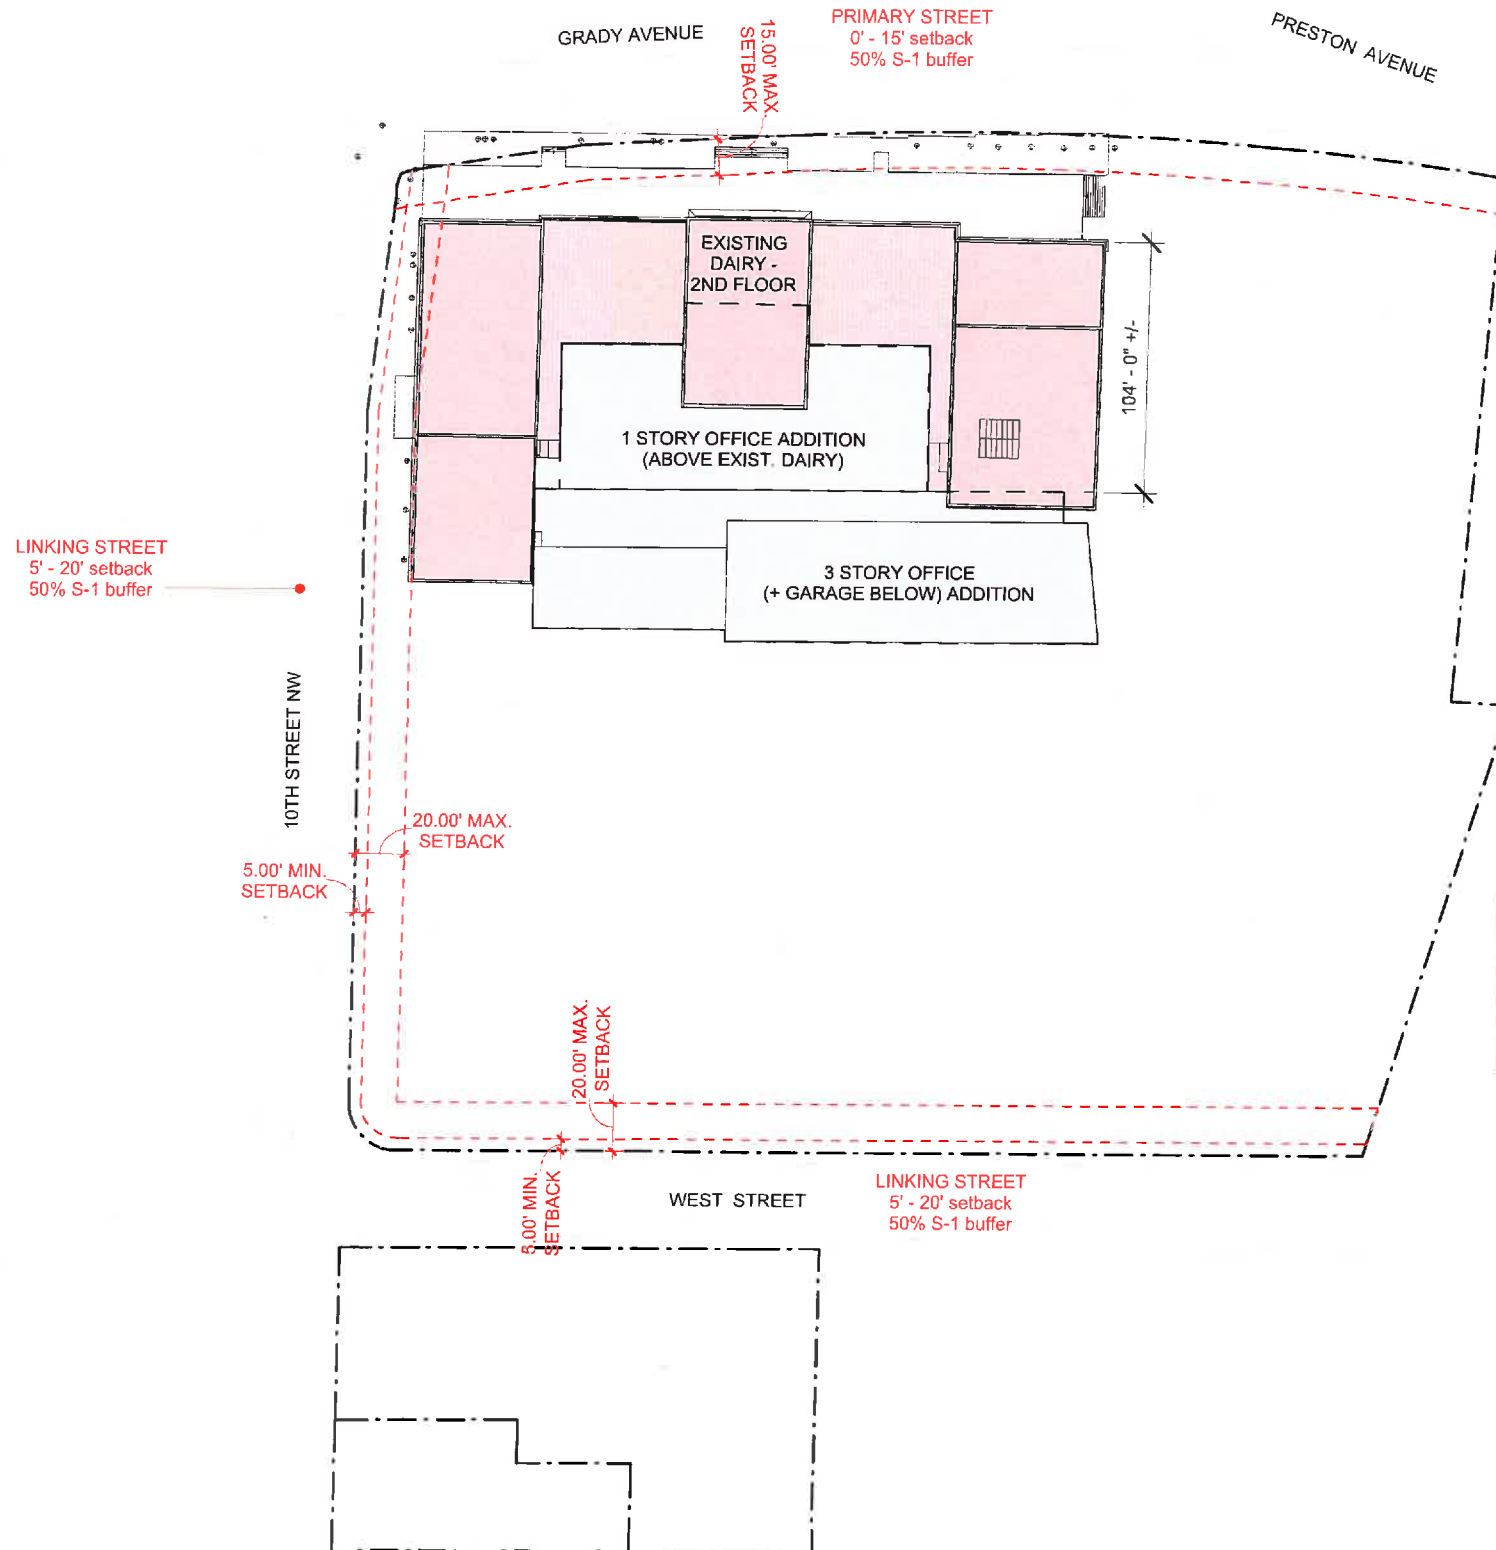 GRADY AVENUE
15.00' MAX.
SETBACK
PRIMARY STREET
0' - 15' setback
50% S-1 buffer
PRESTON AVENUE
EXISTING
DAIRY -
2ND FLOOR
104' - 0" +/-
1 STORY OFFICE ADDITION
(ABOVE EXIST. DAIRY)
LINKING STREET
5' - 20' setback
50% S-1 buffer
3 STORY OFFICE
(+ GARAGE BELOW) ADDITION
10TH STREET NW
20.00' MAX.
SETBACK
5.00' MIN.
SETBACK
20.00' MAX.
SETBACK
5.00' MIN.
SETBACK
WEST STREET
LINKING STREET
5' - 20' setback
50% S-1 buffer